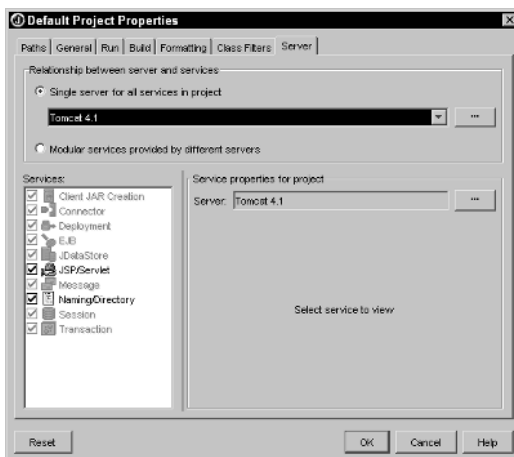 Default Project Properties
Paths General Run Build Formatting Class Filters Server
Relationship between server and services
Single server for all services in project
Tomcat 4.1
...
Modular services provided by different servers
Services:
Client JAR Creation
Connector
Deployment
EJB
JDataStore
JSP/Servlet
Message
Naming/Directory
Session
Transaction
Service properties for project
Server: Tomcat 4.1
...
Select service to view
Reset OK Cancel Help